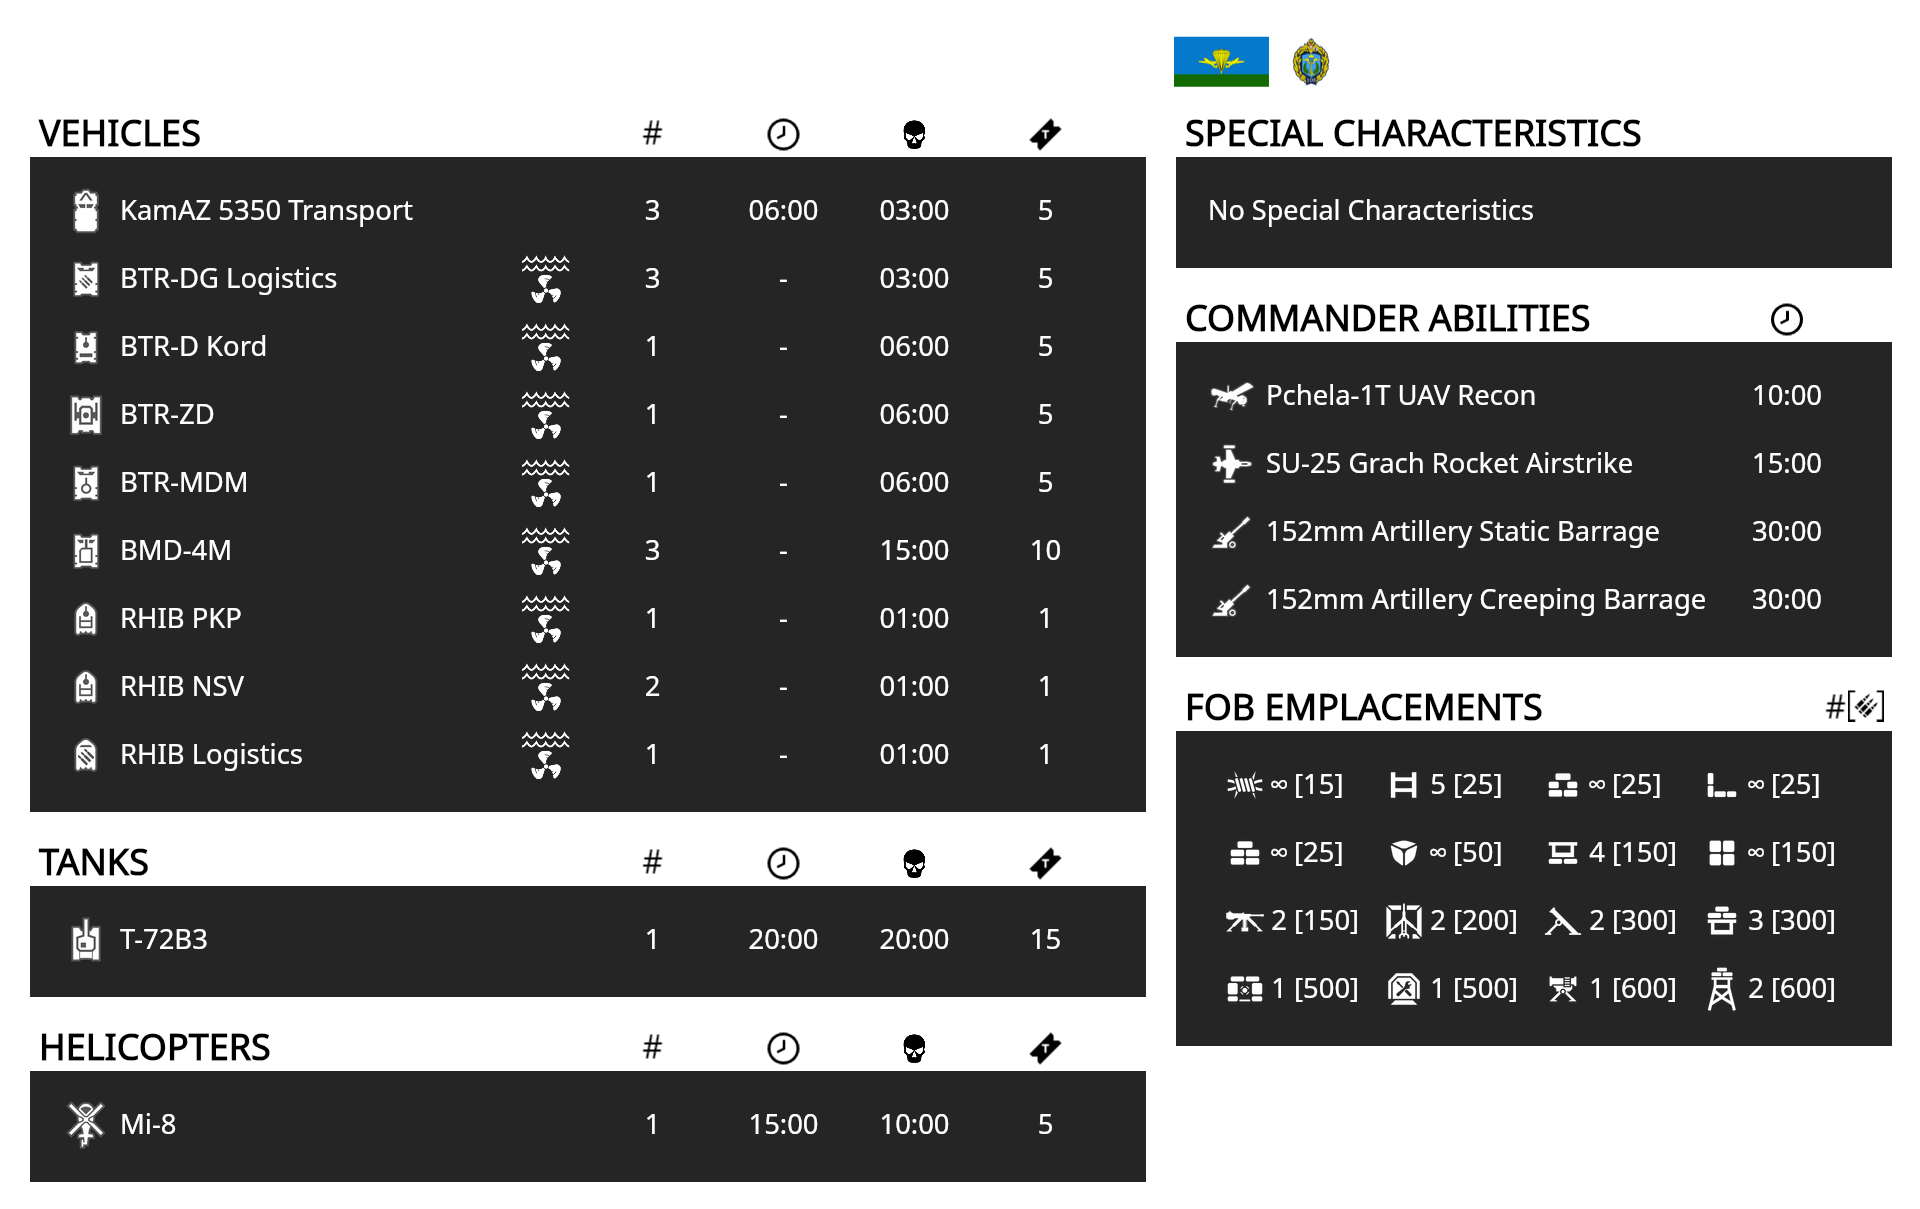 VEHICLES #
KamAZ 5350 Transport 3 06:00 03:00 5
BTR-DG Logistics 3 - 03:00 5
BTR-D Kord 1 - 06:00 5
BTR-ZD 1 - 06:00 5
BTR-MDM 1 - 06:00 5
BMD-4M 3 - 15:00 10
RHIB PKP 1 - 01:00 1
RHIB NSV 2 - 01:00 1
RHIB Logistics 1 - 01:00 1
TANKS #
T-72B3 1 20:00 20:00 15
HELICOPTERS #
Mi-8 1 15:00 10:00 5
SPECIAL CHARACTERISTICS
No Special Characteristics
COMMANDER ABILITIES
Pchela-1T UAV Recon 10:00
SU-25 Grach Rocket Airstrike 15:00
152mm Artillery Static Barrage 30:00
152mm Artillery Creeping Barrage 30:00
FOB EMPLACEMENTS #[ ]
∞ [15] 5 [25] ∞ [25] ∞ [25]
∞ [25] ∞ [50] 4 [150] ∞ [150]
2 [150] 2 [200] 2 [300] 3 [300]
1 [500] 1 [500] 1 [600] 2 [600]